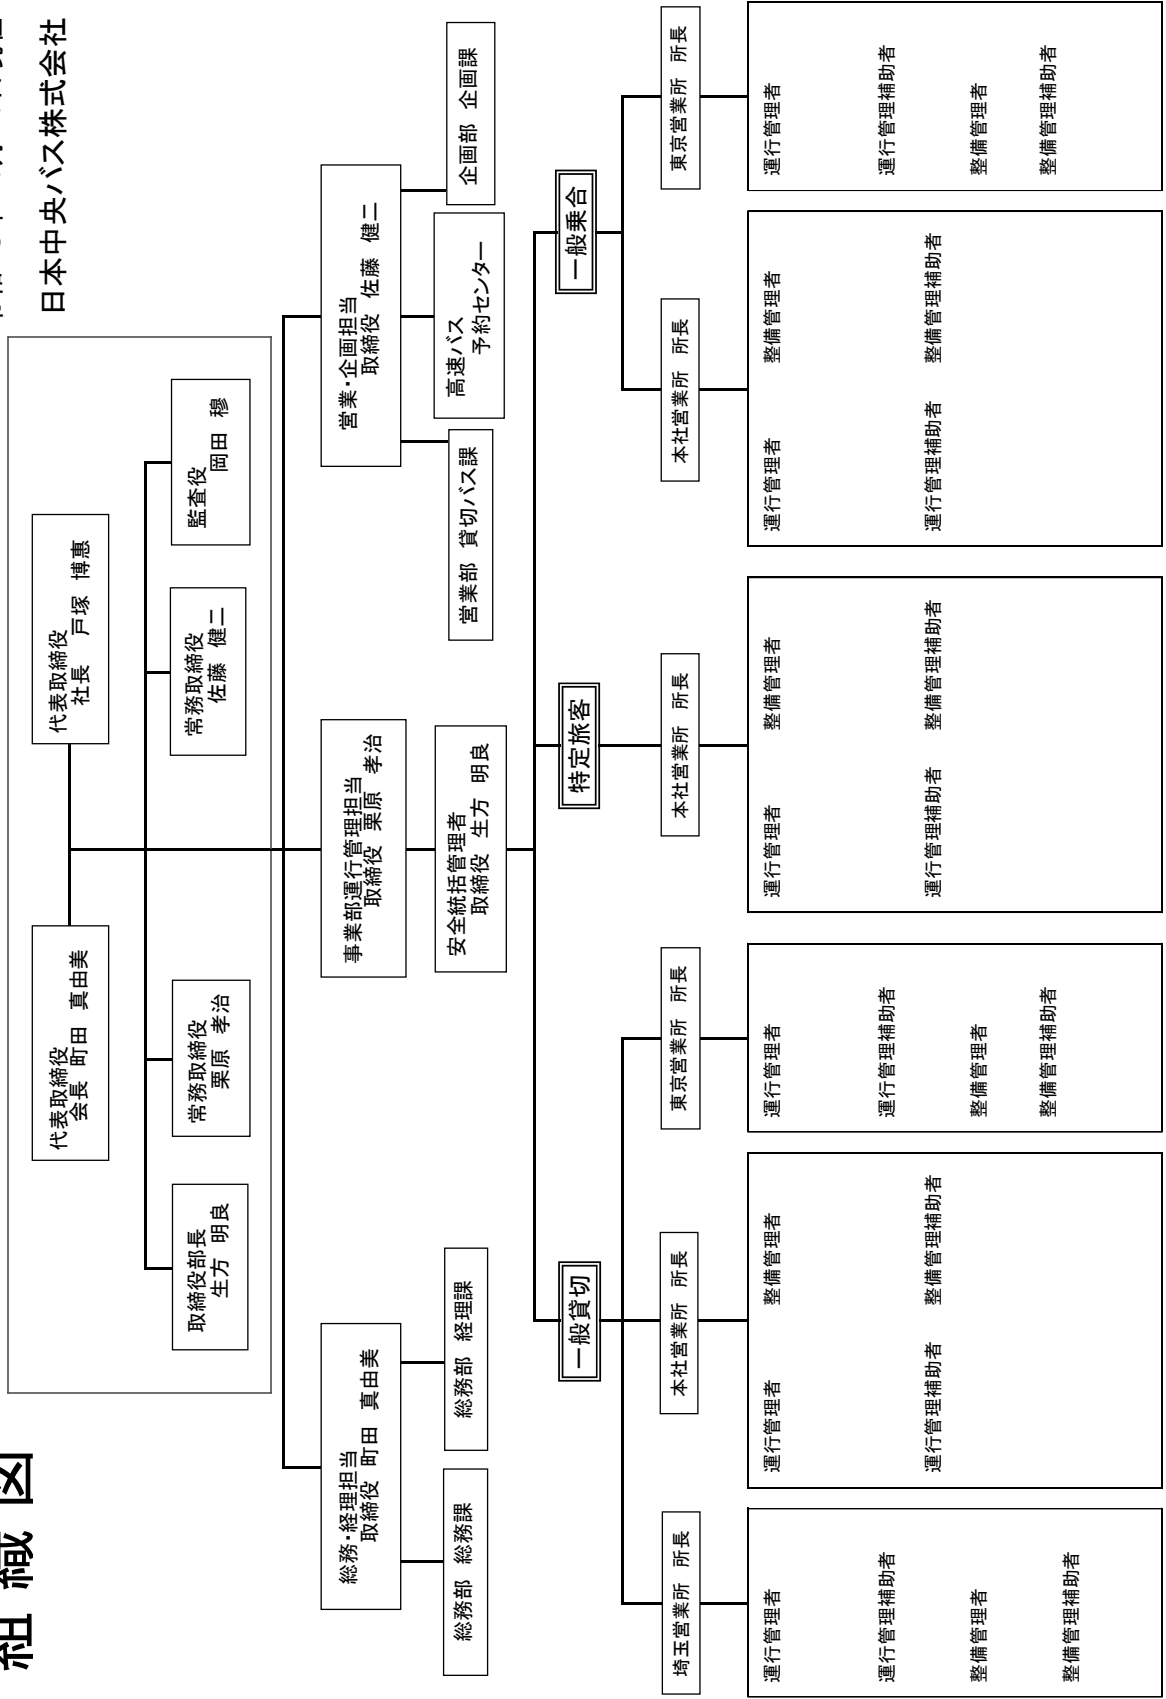 組 織 図
日本中央バス株式会社
代表取締役
会長 町田 真由美
代表取締役
社長 戸塚 博惠
取締役部長
生方 明良
常務取締役
栗原 孝治
常務取締役
佐藤 健二
監査役
岡田 穆
総務・経理担当
取締役 町田 真由美
事業部運行管理担当
取締役 栗原 孝治
営業・企画担当
取締役 佐藤 健二
総務部 総務課
総務部 経理課
安全統括管理者
取締役 生方 明良
営業部 貸切バス課
高速バス
予約センター
企画部 企画課
一般貸切
特定旅客
一般乗合
埼玉営業所 所長
本社営業所 所長
東京営業所 所長
本社営業所 所長
本社営業所 所長
東京営業所 所長
運行管理者
運行管理補助者
整備管理者
整備管理補助者
運行管理者 整備管理者
運行管理補助者 整備管理補助者
運行管理者
運行管理補助者
整備管理者
整備管理補助者
運行管理者 整備管理者
運行管理補助者 整備管理補助者
運行管理者 整備管理者
運行管理補助者 整備管理補助者
運行管理者
運行管理補助者
整備管理者
整備管理補助者